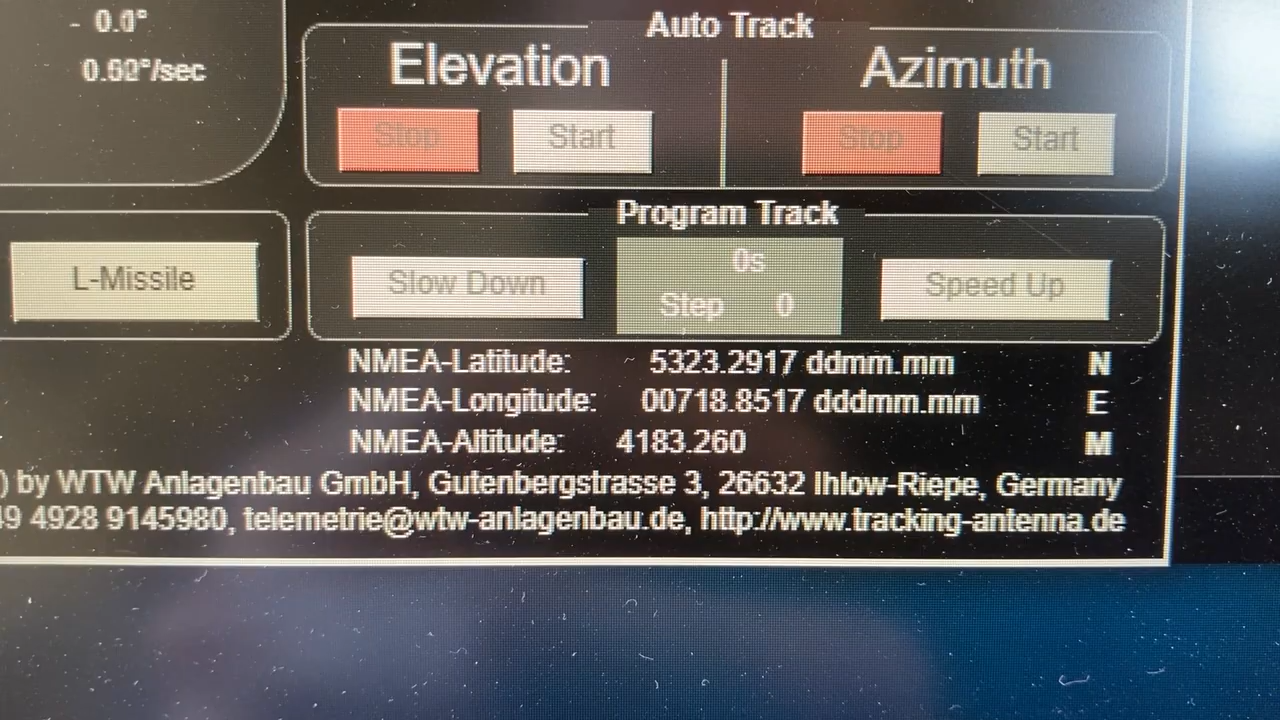 - 0.0°
°/sec
Auto Track
Elevation
Azimuth
Stop
Start
Stop
Start
Program Track
L-Missile
Slow Down
0s
Step 0
Speed Up
NMEA-Latitude: 5323.2917 ddmm.mm N
NMEA-Longitude: 00718.8517 dddmm.mm E
NMEA-Altitude: 4183.260 M
) by WTW Anlagenbau GmbH, Gutenbergstrasse 3, 26632 Ihlow-Riepe, Germany
49 4928 9145980, telemetrie@wtw-anlagenbau.de, http://www.tracking-antenna.de